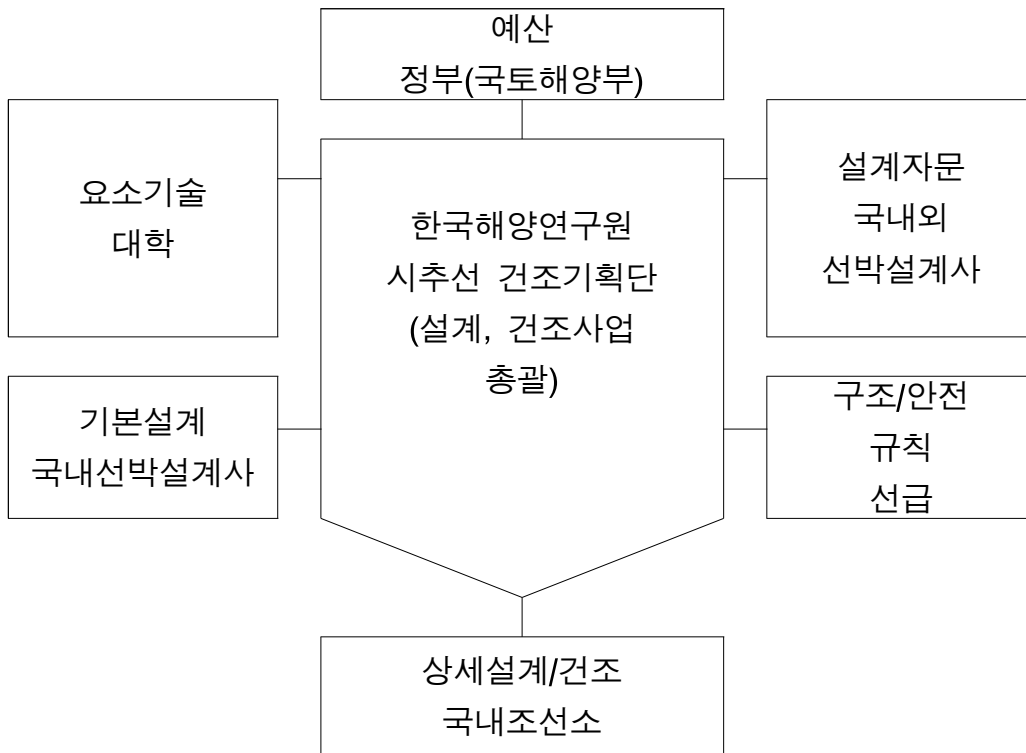 예산
정부(국토해양부)
요소기술
대학
한국해양연구원
시추선 건조기획단
(설계, 건조사업
총괄)
설계자문
국내외
선박설계사
기본설계
국내선박설계사
구조/안전
규칙
선급
상세설계/건조
국내조선소